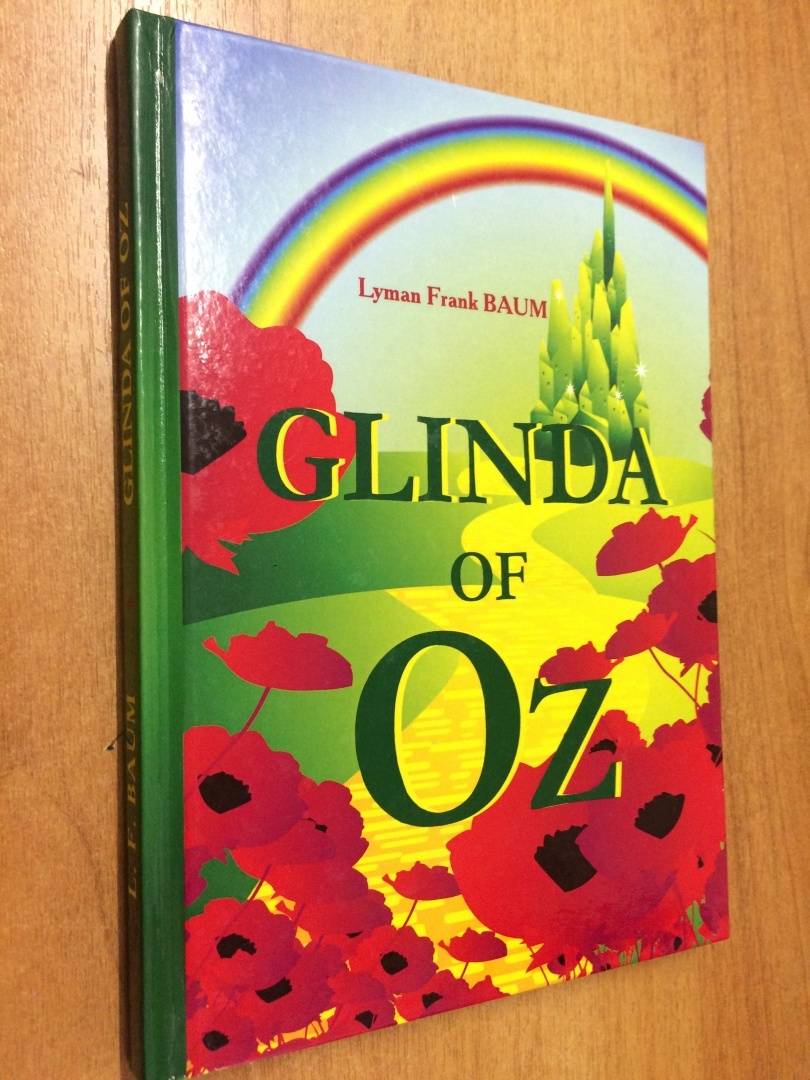 Lyman Frank BAUM
GLINDA
OF
OZ
L. F. BAUM GLINDA OF OZ